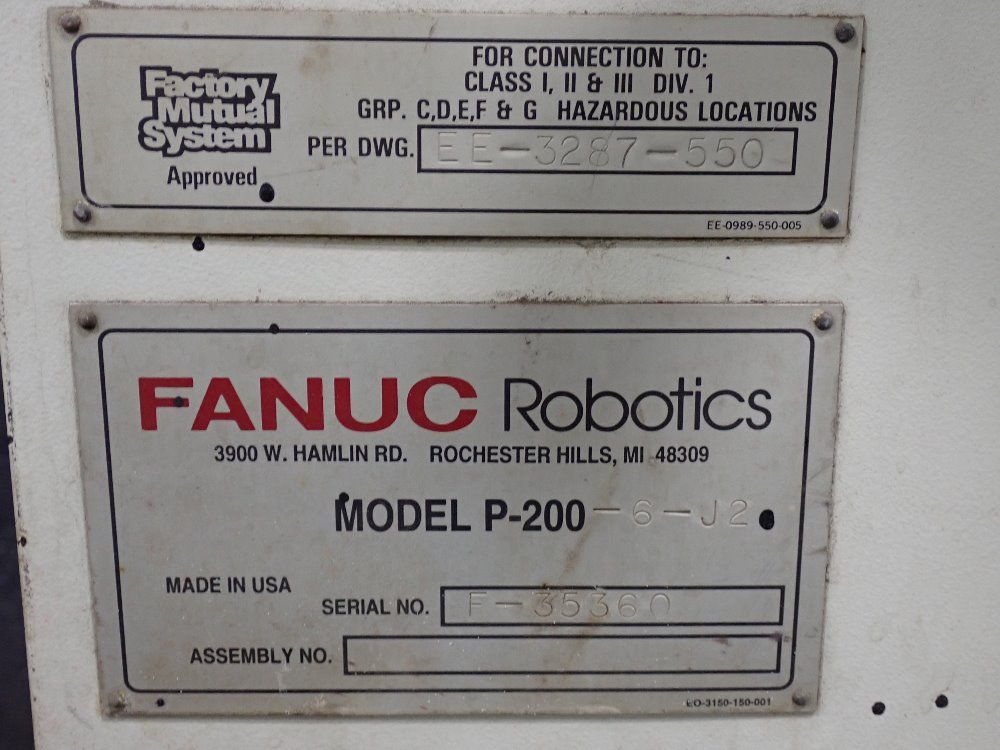 Factory
Mutual
System
Approved
FOR CONNECTION TO:
CLASS I, II & III DIV. 1
GRP. C,D,E,F & G HAZARDOUS LOCATIONS
PER DWG. EE-3287-550
EE-0989-550-005
FANUC Robotics
3900 W. HAMLIN RD. ROCHESTER HILLS, MI 48309
MODEL P-200-6-J2
MADE IN USA
SERIAL NO. F-35360
ASSEMBLY NO.
EO-3150-150-001